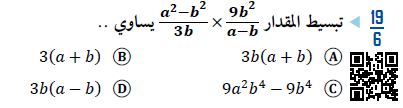 19/6 ◄ تبسيط المقدار (a² − b²)/3b × 9b²/(a − b) يساوي ..
3b(a + b) Ⓐ 3(a + b) Ⓑ
9a²b⁴ − 9b⁴ Ⓒ 3b(a − b) Ⓓ